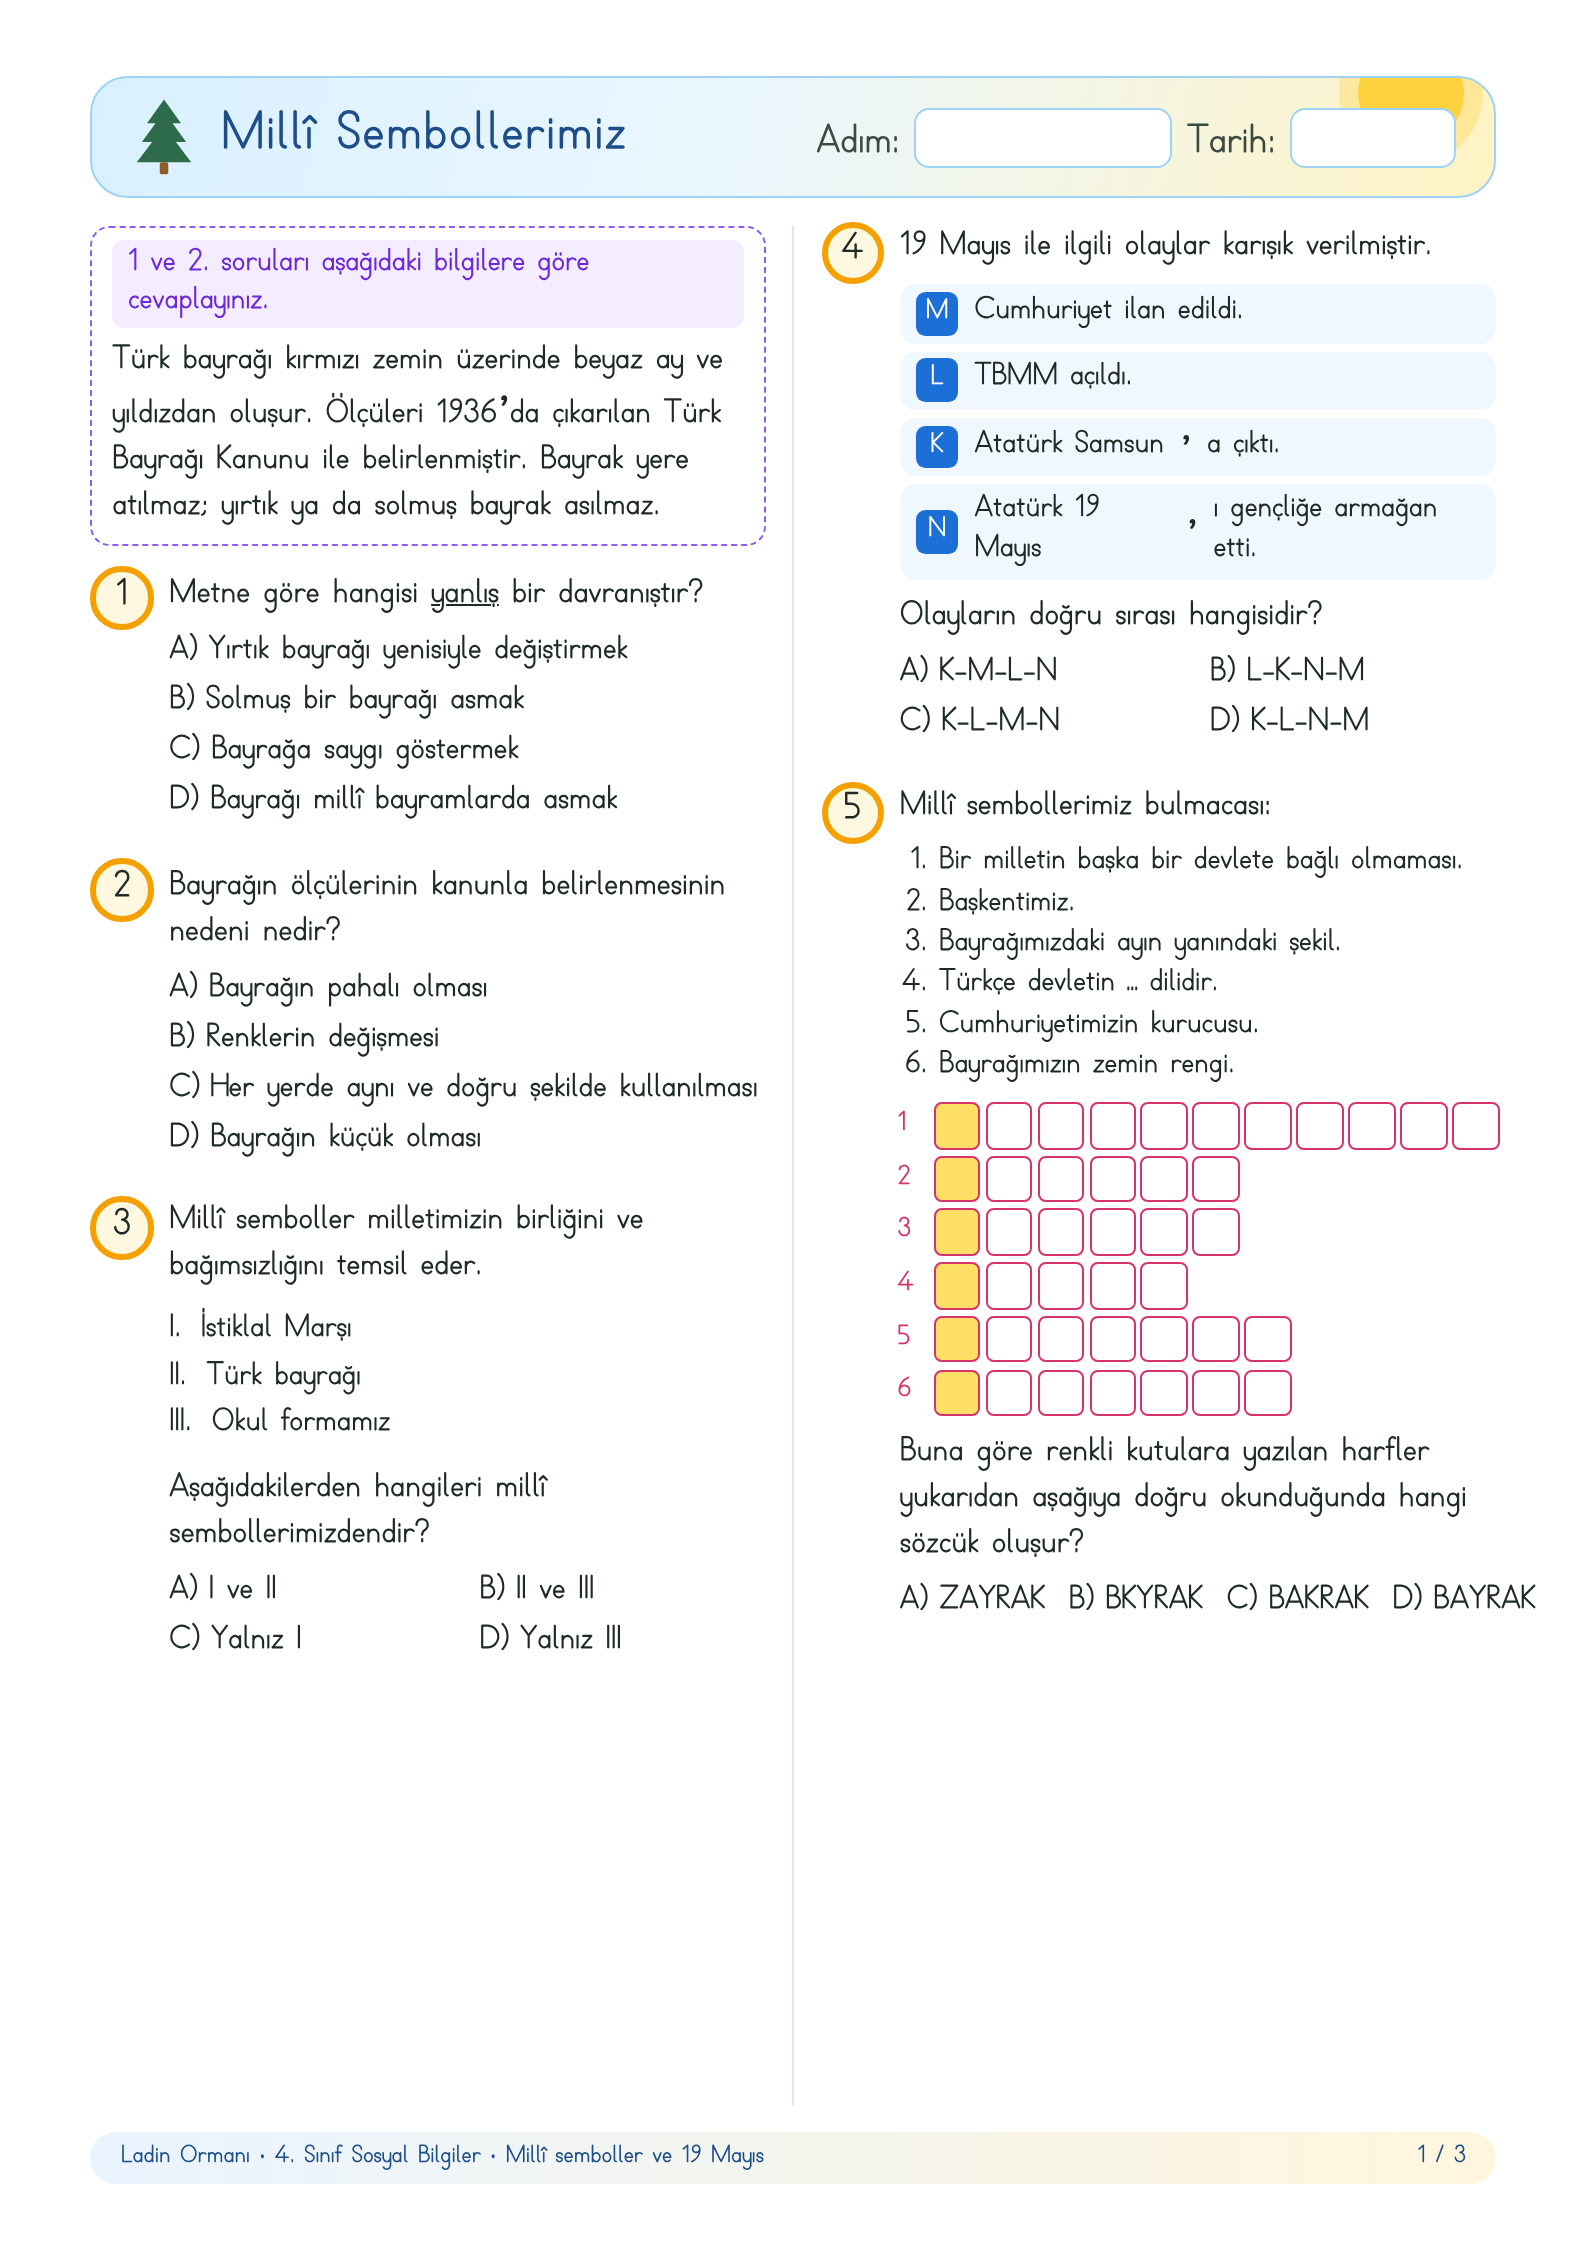 Millî Sembollerimiz
Adım:
Tarih:
1 ve 2. soruları aşağıdaki bilgilere göre
cevaplayınız.
Türk bayrağı kırmızı zemin üzerinde beyaz ay ve
yıldızdan oluşur. Ölçüleri 1936’da çıkarılan Türk
Bayrağı Kanunu ile belirlenmiştir. Bayrak yere
atılmaz; yırtık ya da solmuş bayrak asılmaz.
1
Metne göre hangisi yanlış bir davranıştır?
A) Yırtık bayrağı yenisiyle değiştirmek
B) Solmuş bir bayrağı asmak
C) Bayrağa saygı göstermek
D) Bayrağı millî bayramlarda asmak
2
Bayrağın ölçülerinin kanunla belirlenmesinin
nedeni nedir?
A) Bayrağın pahalı olması
B) Renklerin değişmesi
C) Her yerde aynı ve doğru şekilde kullanılması
D) Bayrağın küçük olması
3
Millî semboller milletimizin birliğini ve
bağımsızlığını temsil eder.
I. İstiklal Marşı
II. Türk bayrağı
III. Okul formamız
Aşağıdakilerden hangileri millî
sembollerimizdendir?
A) I ve II B) II ve III
C) Yalnız I D) Yalnız III
4
19 Mayıs ile ilgili olaylar karışık verilmiştir.
M Cumhuriyet ilan edildi.
L TBMM açıldı.
K Atatürk Samsun ’ a çıktı.
N Atatürk 19 Mayıs ’ ı gençliğe armağan etti.
Olayların doğru sırası hangisidir?
A) K-M-L-N B) L-K-N-M
C) K-L-M-N D) K-L-N-M
5
Millî sembollerimiz bulmacası:
1. Bir milletin başka bir devlete bağlı olmaması.
2. Başkentimiz.
3. Bayrağımızdaki ayın yanındaki şekil.
4. Türkçe devletin ... dilidir.
5. Cumhuriyetimizin kurucusu.
6. Bayrağımızın zemin rengi.
1
2
3
4
5
6
Buna göre renkli kutulara yazılan harfler
yukarıdan aşağıya doğru okunduğunda hangi
sözcük oluşur?
A) ZAYRAK B) BKYRAK C) BAKRAK D) BAYRAK
Ladin Ormanı • 4. Sınıf Sosyal Bilgiler • Millî semboller ve 19 Mayıs
1 / 3